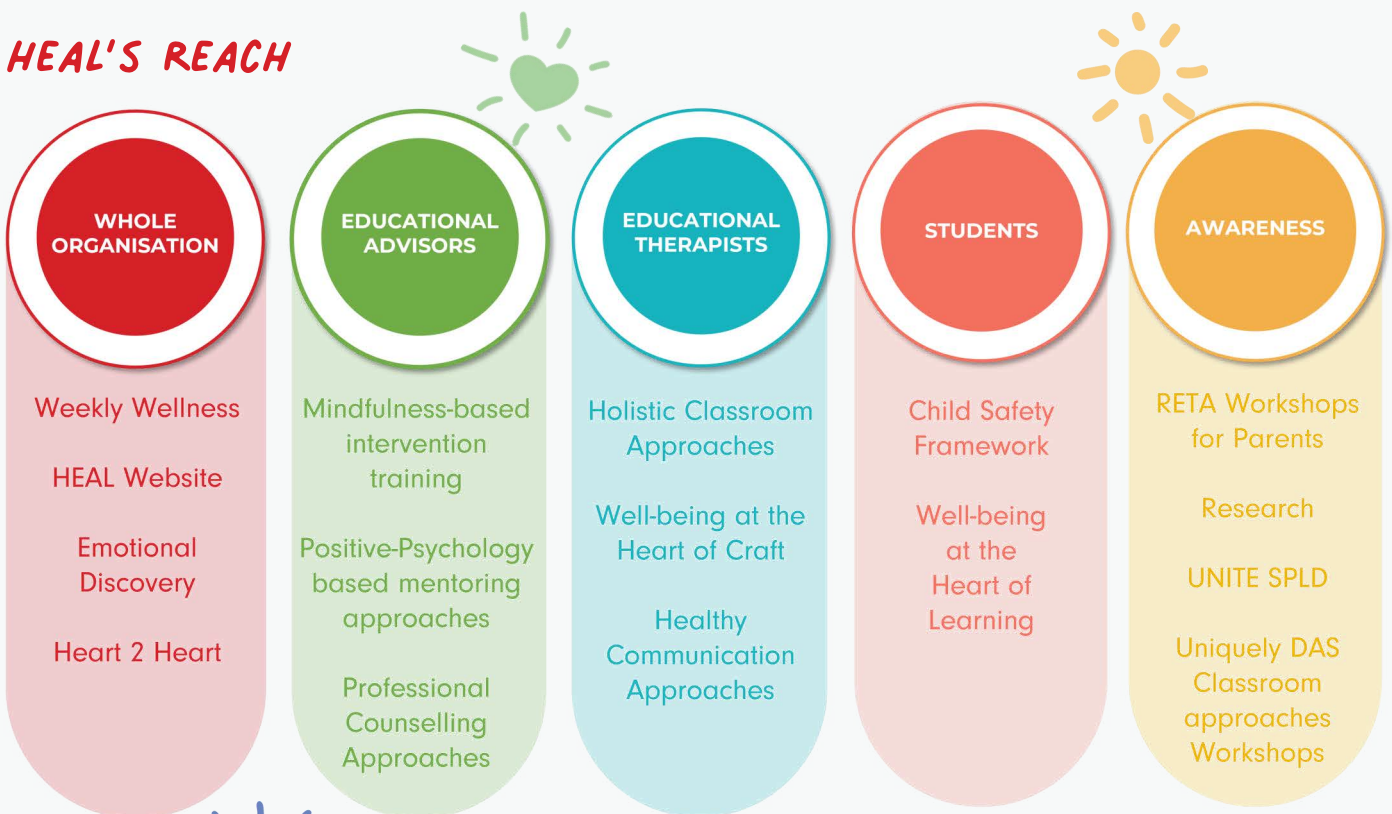 HEAL'S REACH
WHOLE
ORGANISATION
Weekly Wellness
HEAL Website
Emotional
Discovery
Heart 2 Heart
EDUCATIONAL
ADVISORS
Mindfulness-based
intervention
training
Positive-Psychology
based mentoring
approaches
Professional
Counselling
Approaches
EDUCATIONAL
THERAPISTS
Holistic Classroom
Approaches
Well-being at the
Heart of Craft
Healthy
Communication
Approaches
STUDENTS
Child Safety
Framework
Well-being
at the
Heart of
Learning
AWARENESS
RETA Workshops
for Parents
Research
UNITE SPLD
Uniquely DAS
Classroom
approaches
Workshops